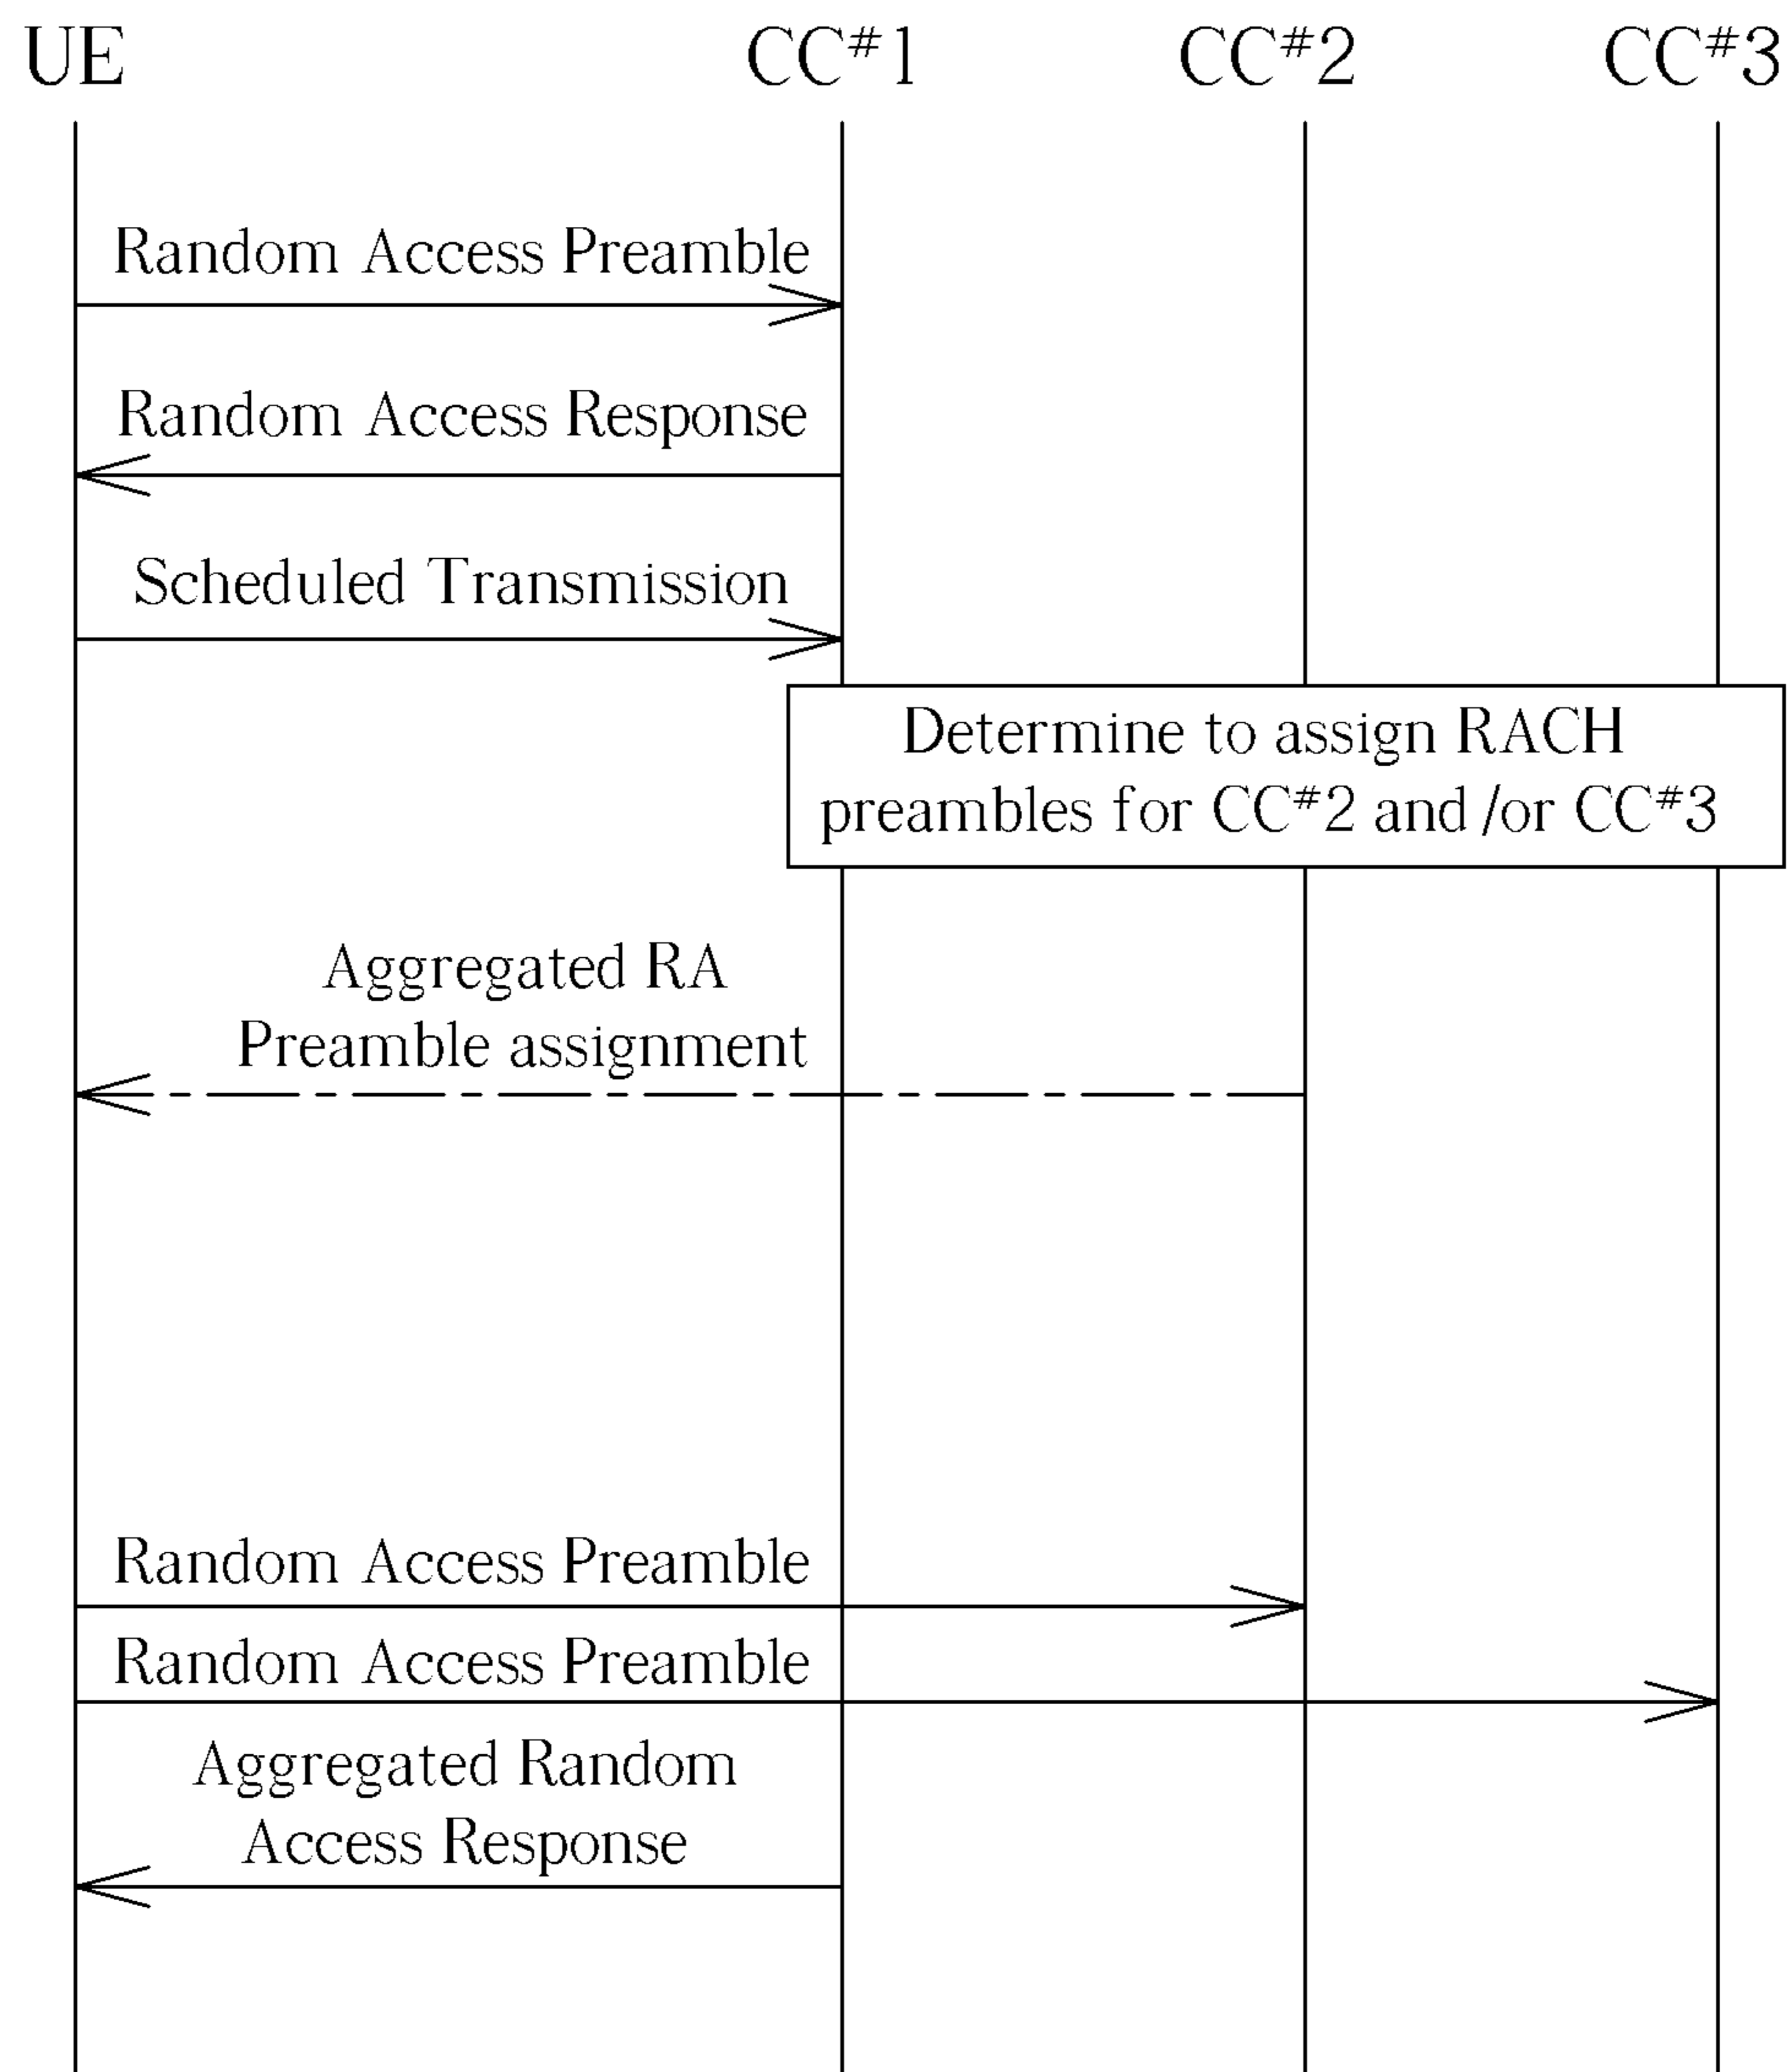 UE CC#1 CC#2 CC#3
Random Access Preamble
Random Access Response
Scheduled Transmission
Determine to assign RACH
preambles for CC#2 and/or CC#3
Aggregated RA
Preamble assignment
Random Access Preamble
Random Access Preamble
Aggregated Random
Access Response